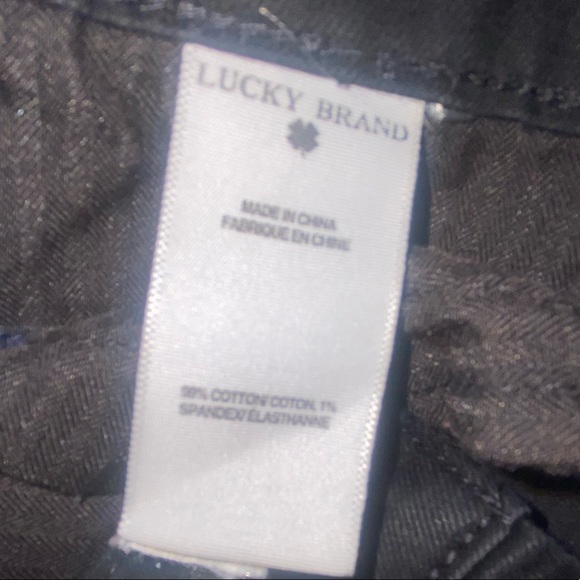 LUCKY BRAND
MADE IN CHINA
FABRIQUE EN CHINE
99% COTTON/COTON, 1%
SPANDEX/ÉLASTHANNE